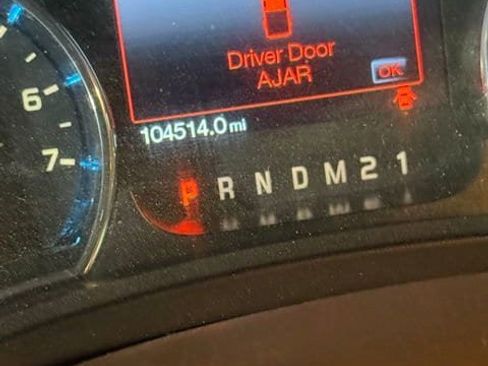 Driver Door
AJAR
OK
6
104514.0 mi
7
P R N D M 2 1